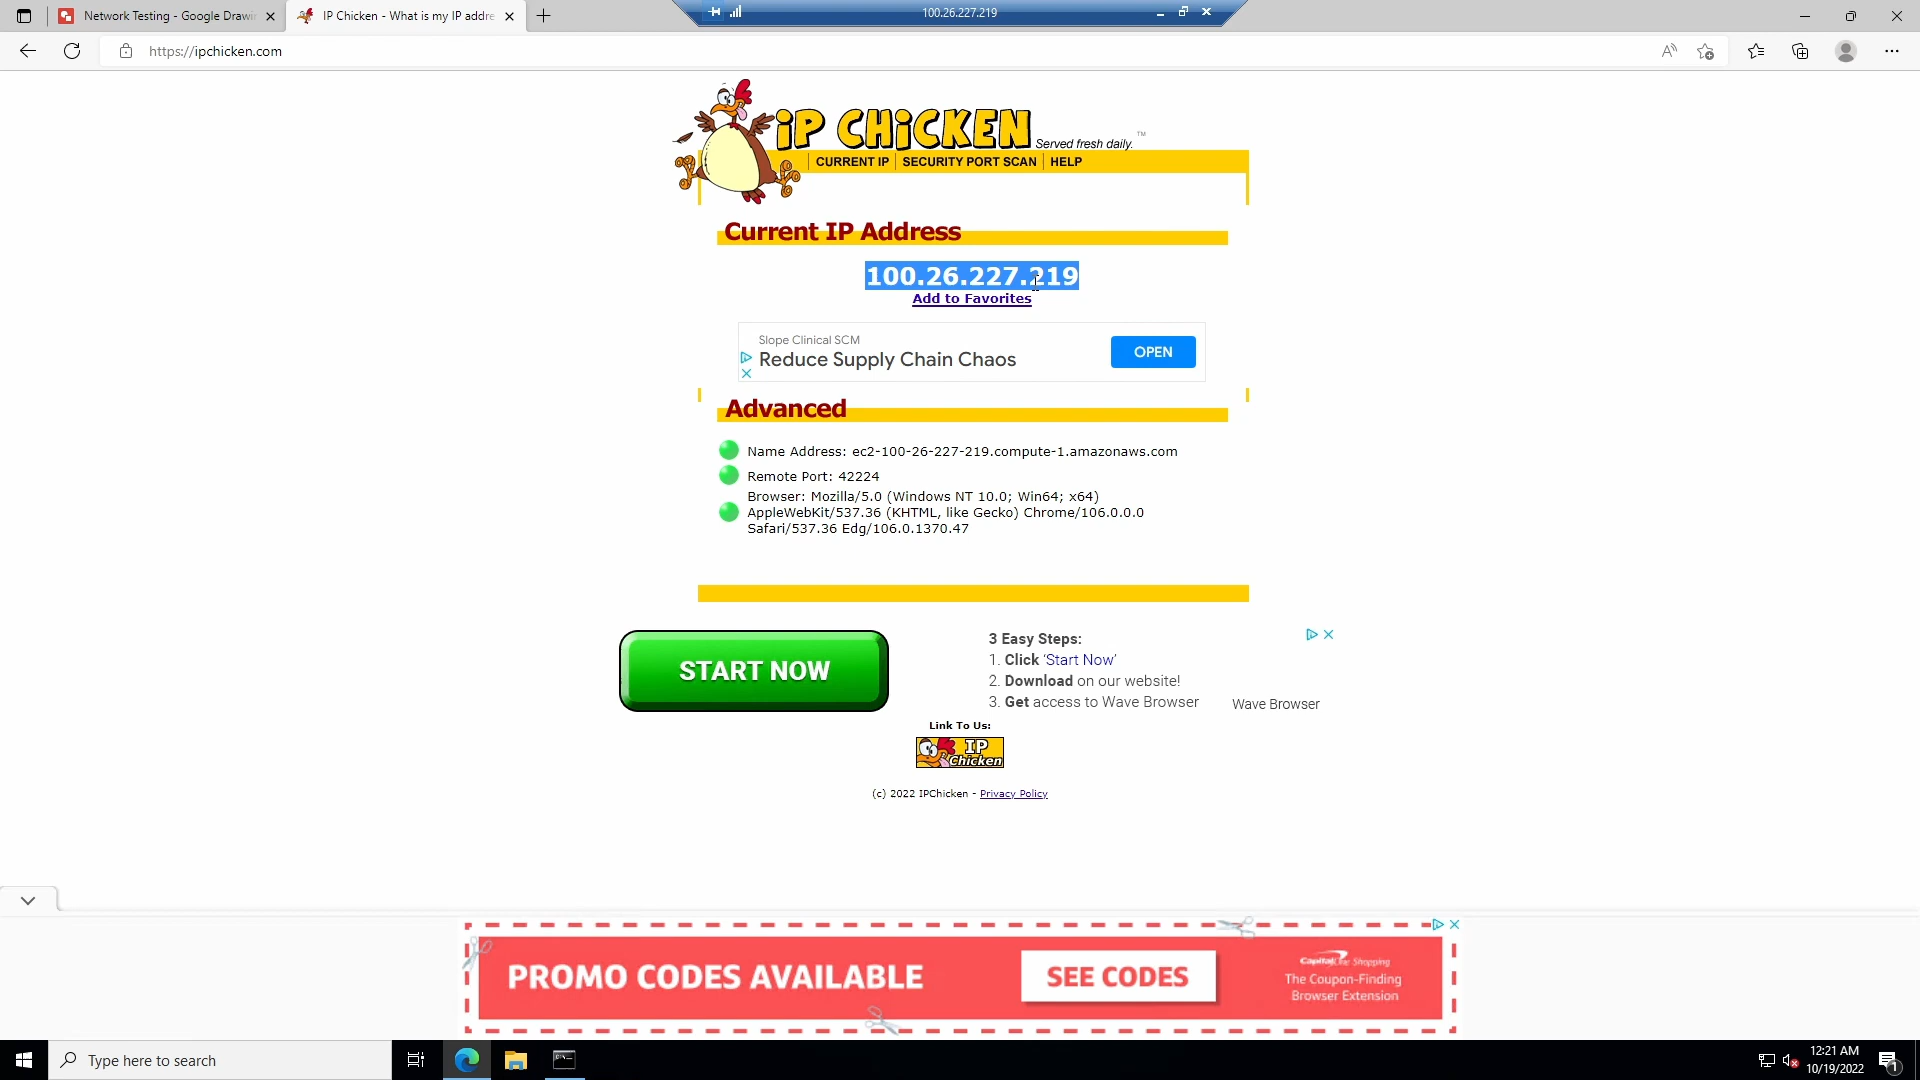 Network Testing - Google Drawi
IP Chicken - What is my IP addre
100.26.227.219
https://ipchicken.com
iP CHiCKEN
Served fresh daily.
TM
CURRENT IP
SECURITY PORT SCAN
HELP
Current IP Address
100.26.227.219
Add to Favorites
Slope Clinical SCM
Reduce Supply Chain Chaos
OPEN
Advanced
Name Address: ec2-100-26-227-219.compute-1.amazonaws.com
Remote Port: 42224
Browser: Mozilla/5.0 (Windows NT 10.0; Win64; x64)
AppleWebKit/537.36 (KHTML, like Gecko) Chrome/106.0.0.0
Safari/537.36 Edg/106.0.1370.47
START NOW
3 Easy Steps:
1. Click ‘Start Now’
2. Download on our website!
3. Get access to Wave Browser
Wave Browser
Link To Us:
IP
Chicken
(c) 2022 IPChicken - Privacy Policy
PROMO CODES AVAILABLE
SEE CODES
Capital One Shopping
The Coupon-Finding
Browser Extension
Type here to search
12:21 AM
10/19/2022
1